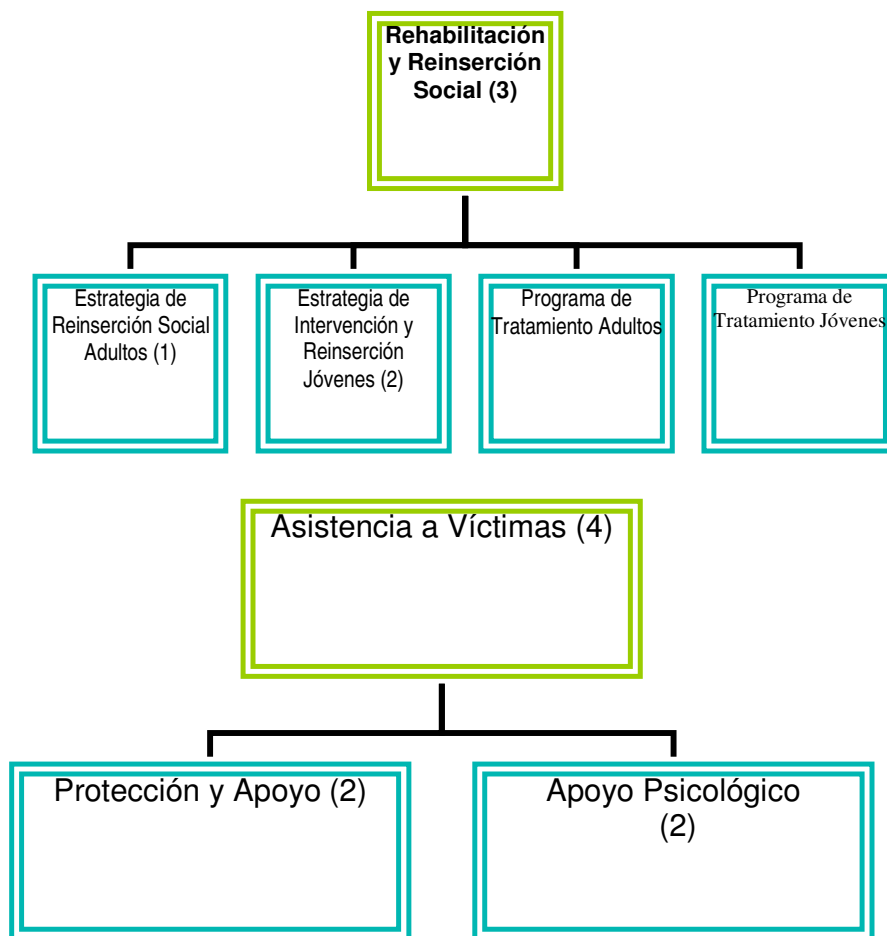 Rehabilitación
y Reinserción
Social (3)
Estrategia de
Reinserción Social
Adultos (1)
Estrategia de
Intervención y
Reinserción
Jóvenes (2)
Programa de
Tratamiento Adultos
Programa de
Tratamiento Jóvenes
Asistencia a Víctimas (4)
Protección y Apoyo (2)
Apoyo Psicológico
(2)